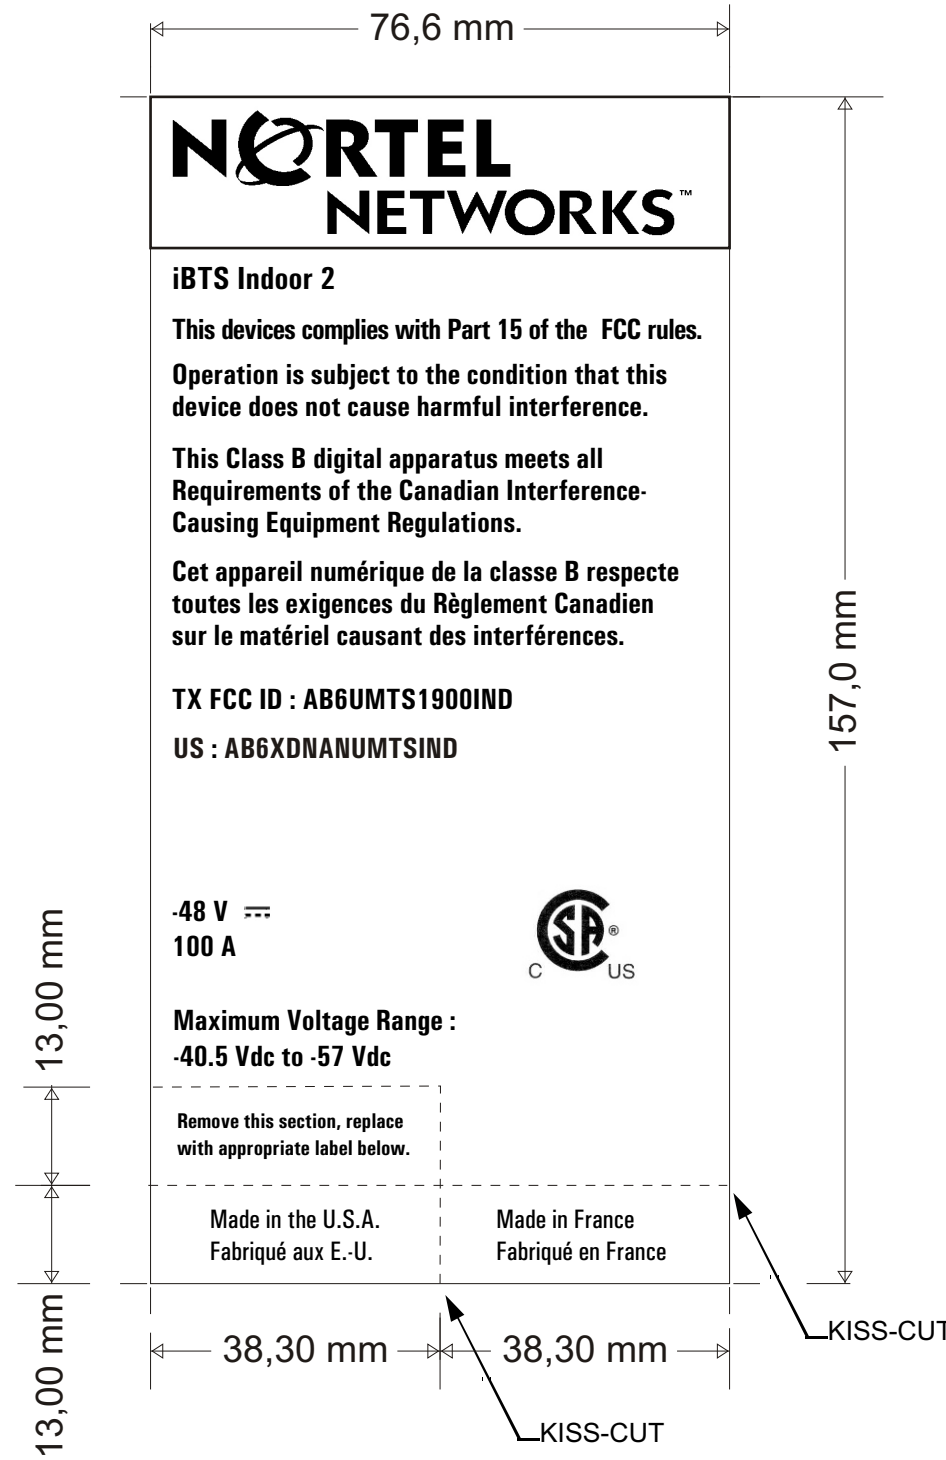 76,6 mm
NORTEL
NETWORKS™
iBTS Indoor 2
This devices complies with Part 15 of the FCC rules.
Operation is subject to the condition that this
device does not cause harmful interference.
This Class B digital apparatus meets all
Requirements of the Canadian Interference-
Causing Equipment Regulations.
Cet appareil numérique de la classe B respecte
toutes les exigences du Règlement Canadien
sur le matériel causant des interférences.
TX FCC ID : AB6UMTS1900IND
US : AB6XDNANUMTSIND
157,0 mm
-48 V
100 A
CSA ®
C US
13,00 mm
Maximum Voltage Range :
-40.5 Vdc to -57 Vdc
Remove this section, replace
with appropriate label below.
Made in the U.S.A.
Fabriqué aux E.-U.
Made in France
Fabriqué en France
13,00 mm
38,30 mm
38,30 mm
KISS-CUT
KISS-CUT